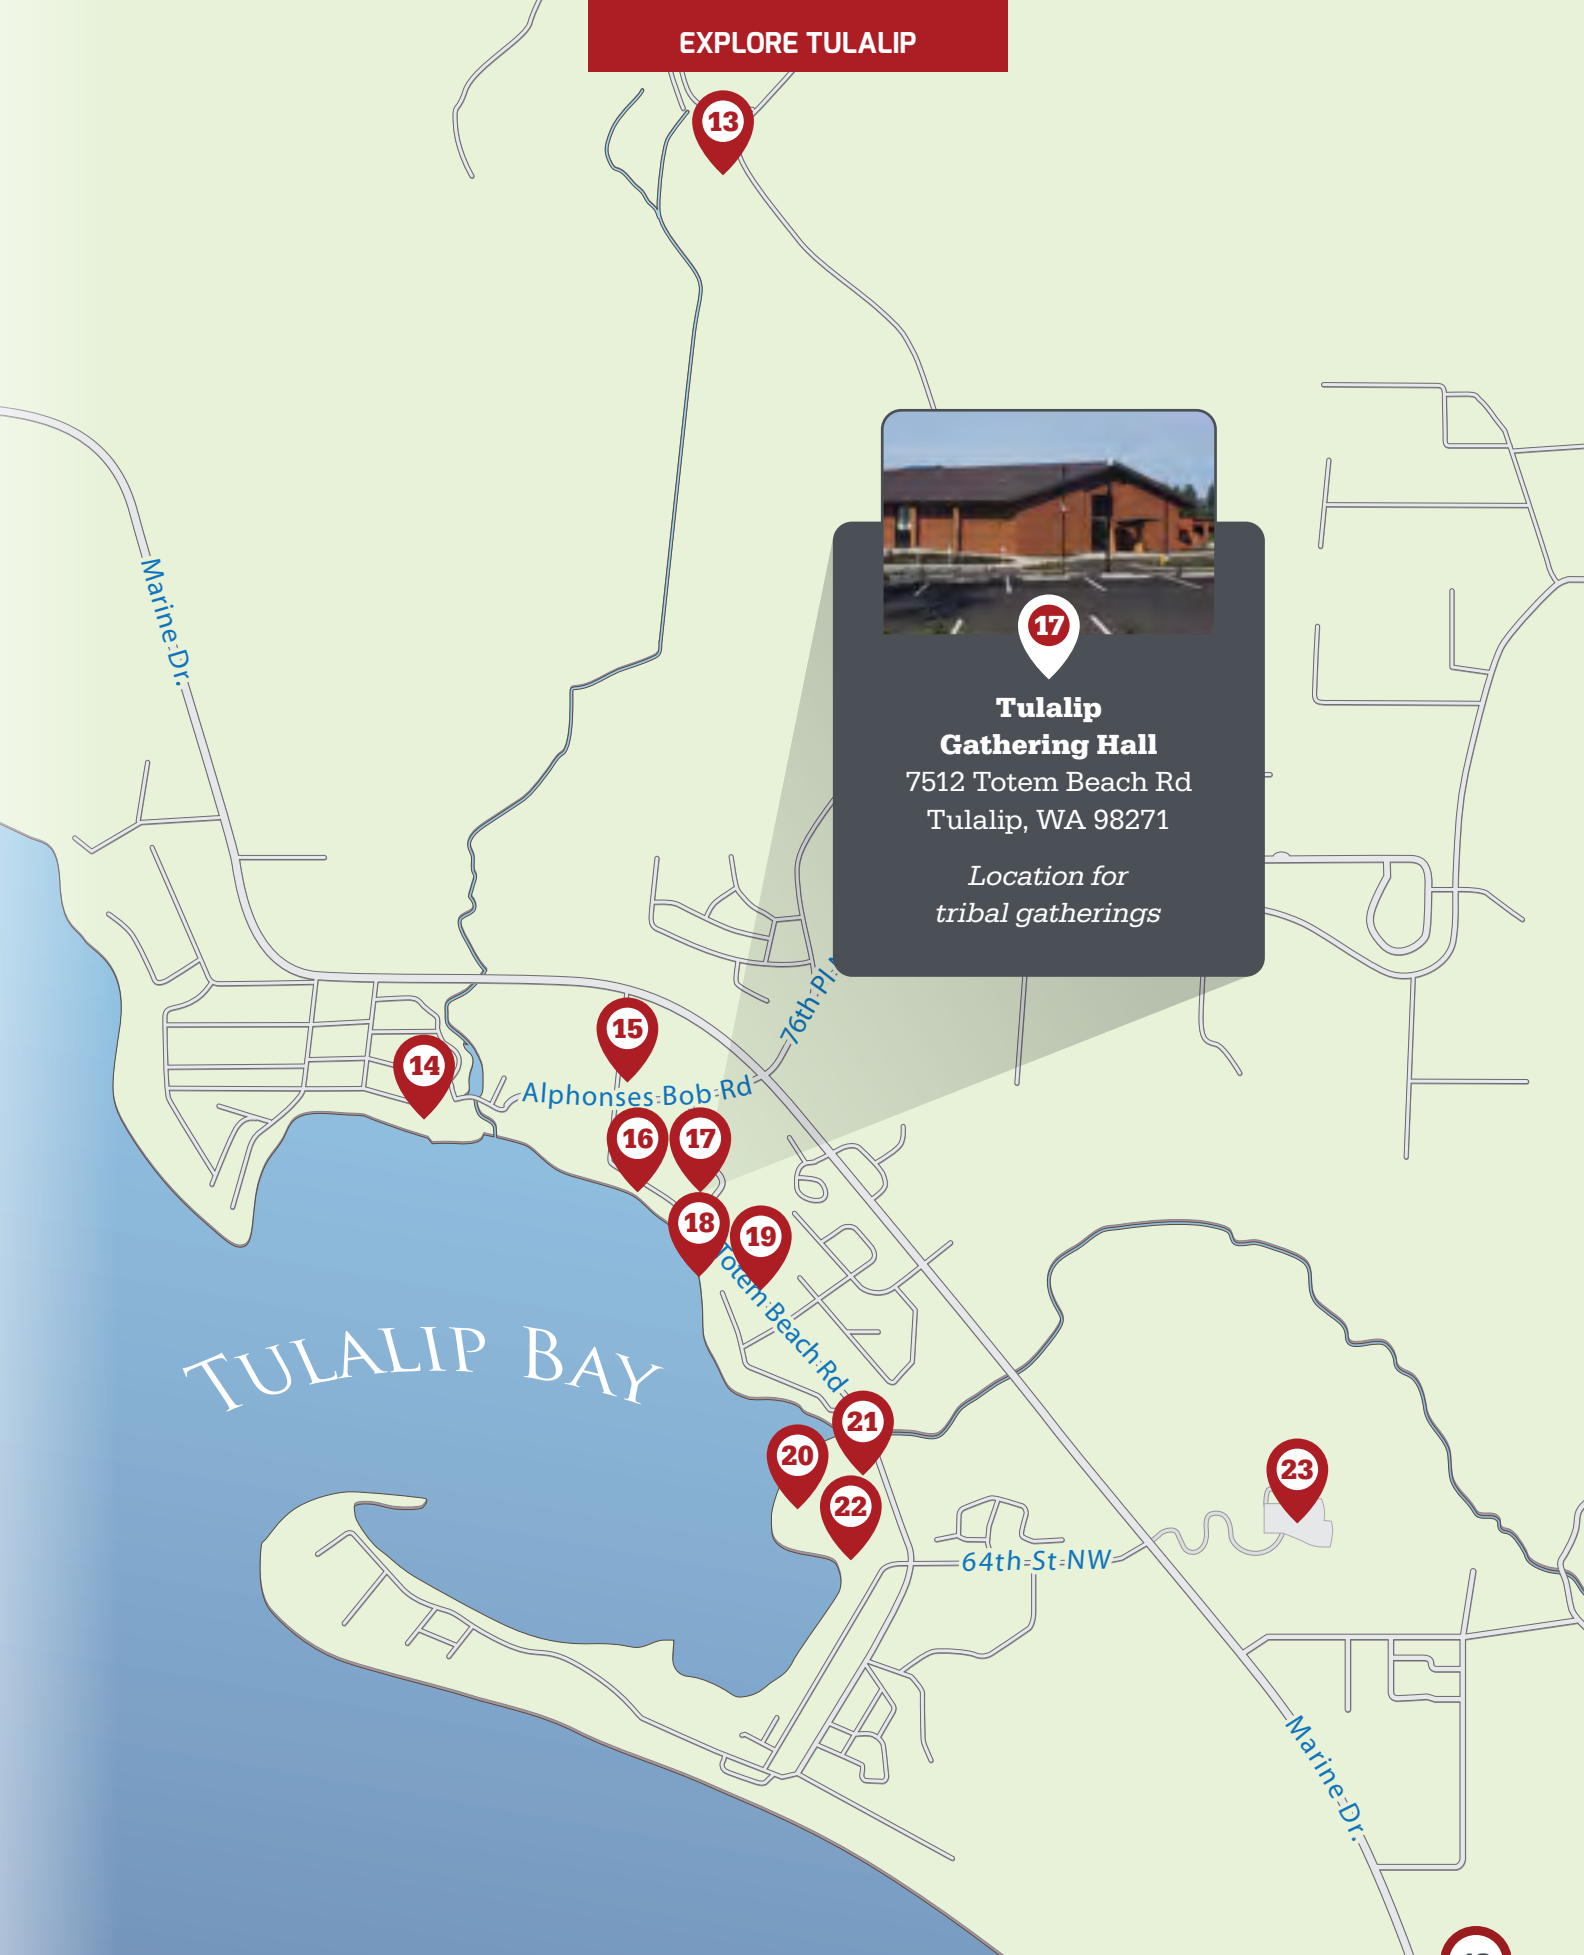 EXPLORE TULALIP
13
Marine Dr.
17
Tulalip
Gathering Hall
7512 Totem Beach Rd
Tulalip, WA 98271
Location for
tribal gatherings
76th Pl
15
14
Alphonses Bob Rd
16
17
18
19
Totem Beach Rd
TULALIP BAY
21
20
22
23
64th St NW
Marine Dr.